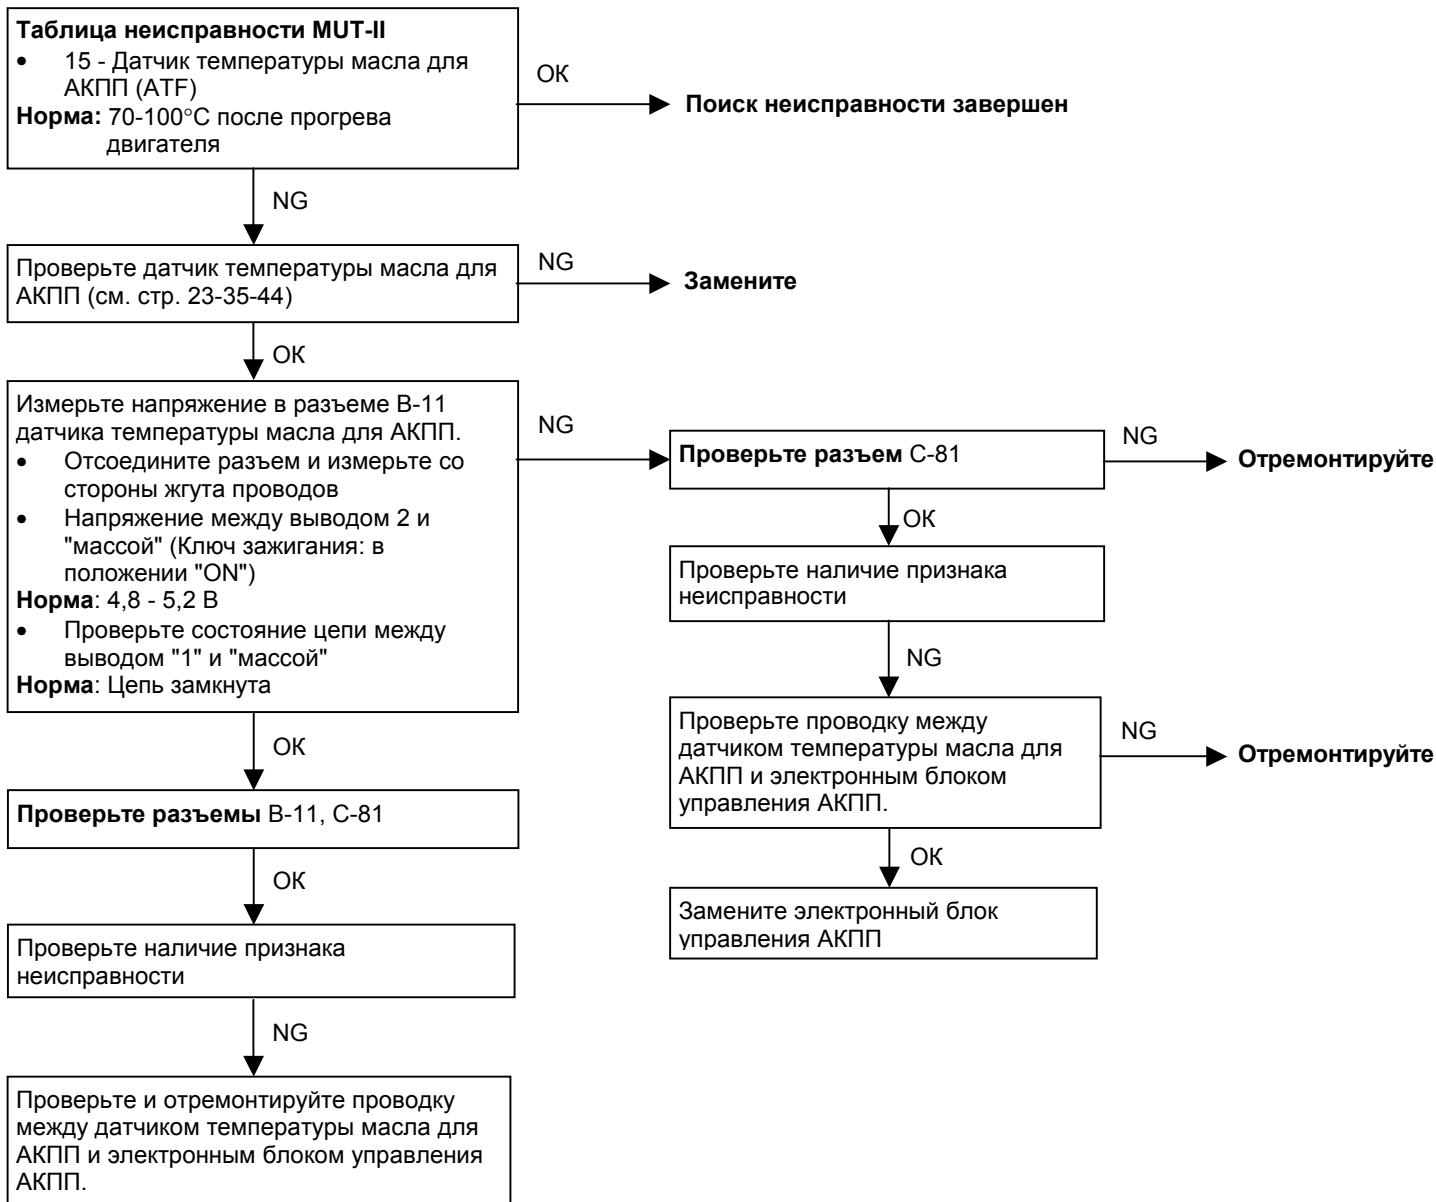 Таблица неисправности MUT-II
• 15 - Датчик температуры масла для
АКПП (ATF)
Норма: 70-100°С после прогрева
двигателя
OK
Поиск неисправности завершен
NG
Проверьте датчик температуры масла для
АКПП (см. стр. 23-35-44)
NG
Замените
OK
Измерьте напряжение в разъеме В-11
датчика температуры масла для АКПП.
• Отсоедините разъем и измерьте со
стороны жгута проводов
• Напряжение между выводом 2 и
"массой" (Ключ зажигания: в
положении "ON")
Норма: 4,8 - 5,2 В
• Проверьте состояние цепи между
выводом "1" и "массой"
Норма: Цепь замкнута
NG
Проверьте разъем С-81
NG
Отремонтируйте
OK
Проверьте наличие признака
неисправности
NG
Проверьте проводку между
датчиком температуры масла для
АКПП и электронным блоком
управления АКПП.
NG
Отремонтируйте
OK
Замените электронный блок
управления АКПП
OK
Проверьте разъемы В-11, С-81
OK
Проверьте наличие признака
неисправности
NG
Проверьте и отремонтируйте проводку
между датчиком температуры масла для
АКПП и электронным блоком управления
АКПП.